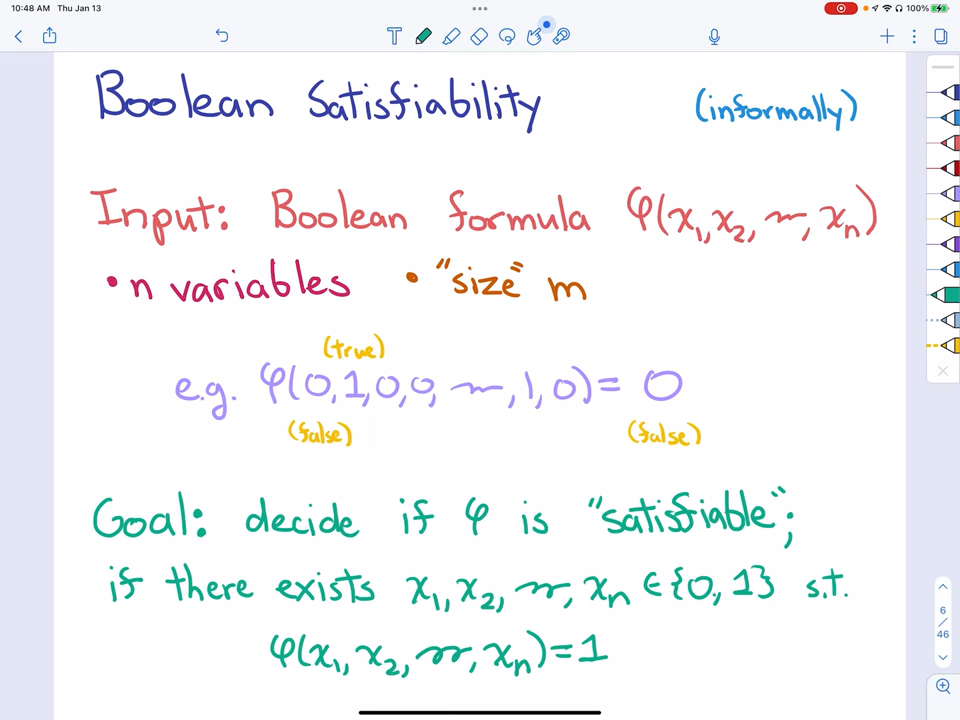 10:48 AM Thu Jan 13
100%
Boolean Satisfiability (informally)
Input: Boolean formula φ(x₁, x₂, ⋯, xₙ)
• n variables • "size" m
(true)
e.g. φ(0, 1, 0, 0, ⋯, 1, 0) = 0
(false) (false)
Goal: decide if φ is "satisfiable";
if there exists x₁, x₂, ⋯, xₙ ∈ {0, 1} s.t.
φ(x₁, x₂, ⋯, xₙ) = 1
6
/
46